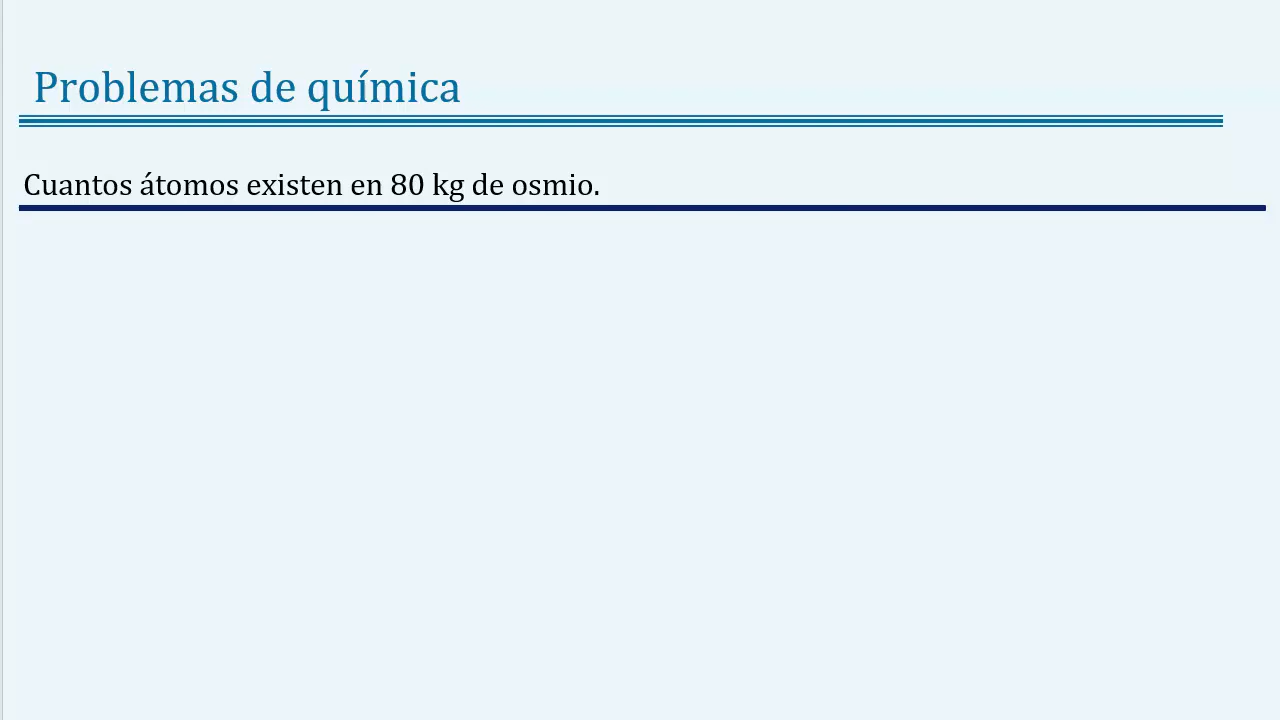 Problemas de química
Cuantos átomos existen en 80 kg de osmio.